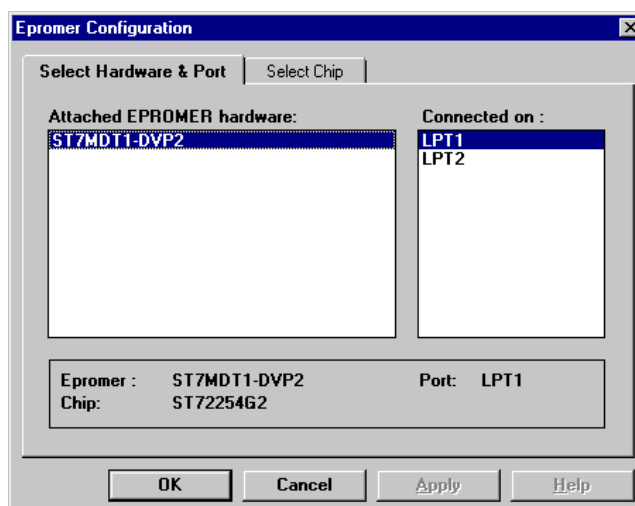 Epromer Configuration
Select Hardware & Port
Select Chip
Attached EPROMER hardware:
Connected on :
ST7MDT1-DVP2
LPT1
LPT2
Epromer : ST7MDT1-DVP2 Port: LPT1
Chip: ST72254G2
OK Cancel Apply Help